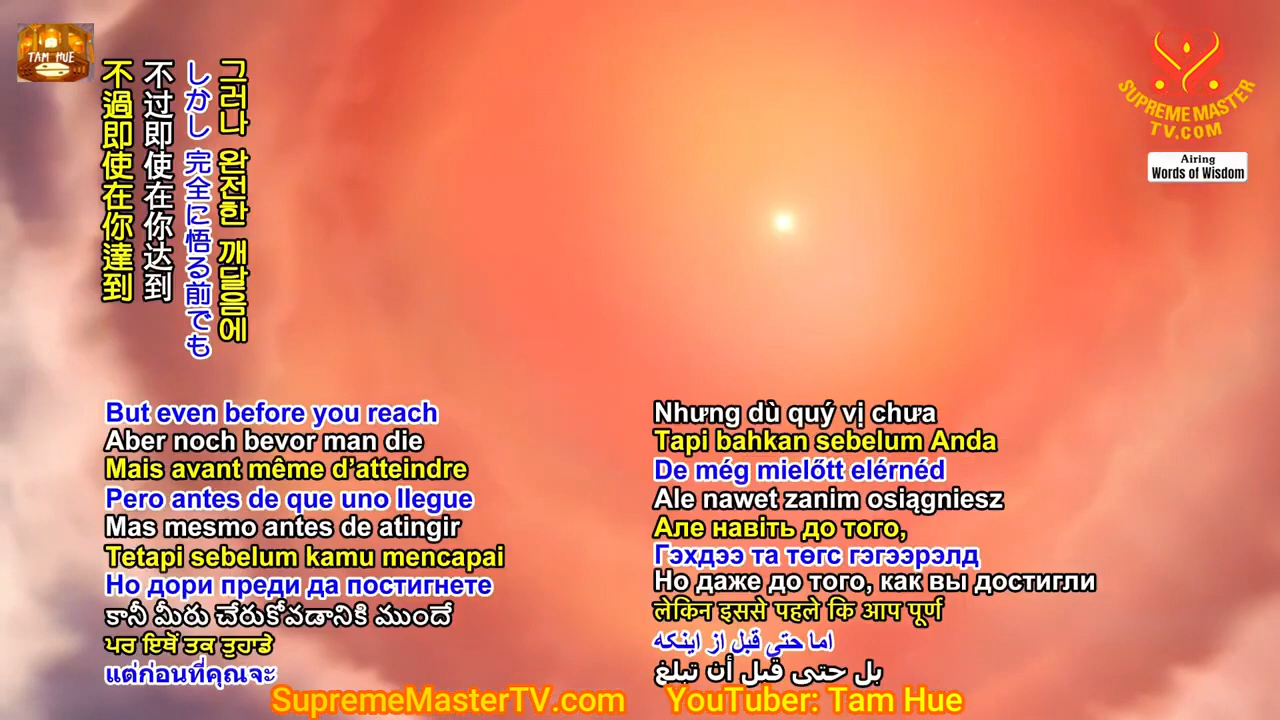 TAM HUE
SUPREME MASTER
TV.COM
Airing
Words of Wisdom
그러나 완전한 깨달음에
しかし 完全に悟る前でも
不过即使在你达到
不過即使在你達到
But even before you reach
Aber noch bevor man die
Mais avant même d’atteindre
Pero antes de que uno llegue
Mas mesmo antes de atingir
Tetapi sebelum kamu mencapai
Но дори преди да постигнете
కానీ మీరు చేరుకోవడానికి ముందే
ਪਰ ਇਥੋਂ ਤਕ ਤੁਹਾਡੇ
แต่ก่อนที่คุณจะ
Nhưng dù quý vị chưa
Tapi bahkan sebelum Anda
De még mielőtt elérnéd
Ale nawet zanim osiągniesz
Але навіть до того,
Гэхдээ та төгс гэгээрэлд
Но даже до того, как вы достигли
लेकिन इससे पहले कि आप पूर्ण
اما حتی قبل از اینکه
بل حتى قبل أن تبلغ
SupremeMasterTV.com
YouTuber: Tam Hue